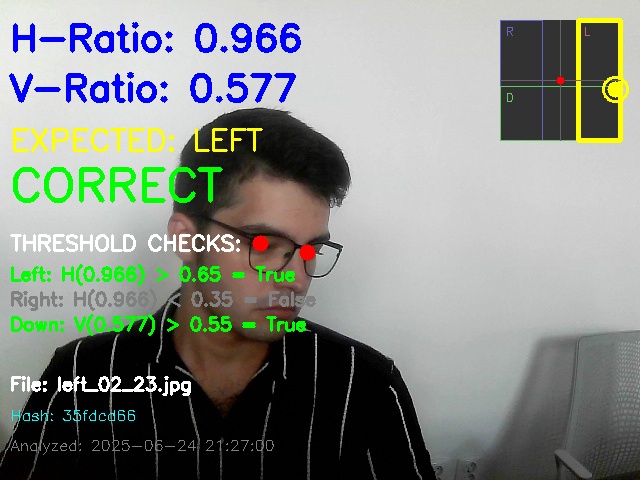 H-Ratio: 0.966
V-Ratio: 0.577
R
L
D
EXPECTED: LEFT
CORRECT
THRESHOLD CHECKS:
Left: H(0.966) > 0.65 = True
Right: H(0.966) < 0.35 = False
Down: V(0.577) > 0.55 = True
File: left_02_23.jpg
Hash: 35fdcd66
Analyzed: 2025-06-24 21:27:00